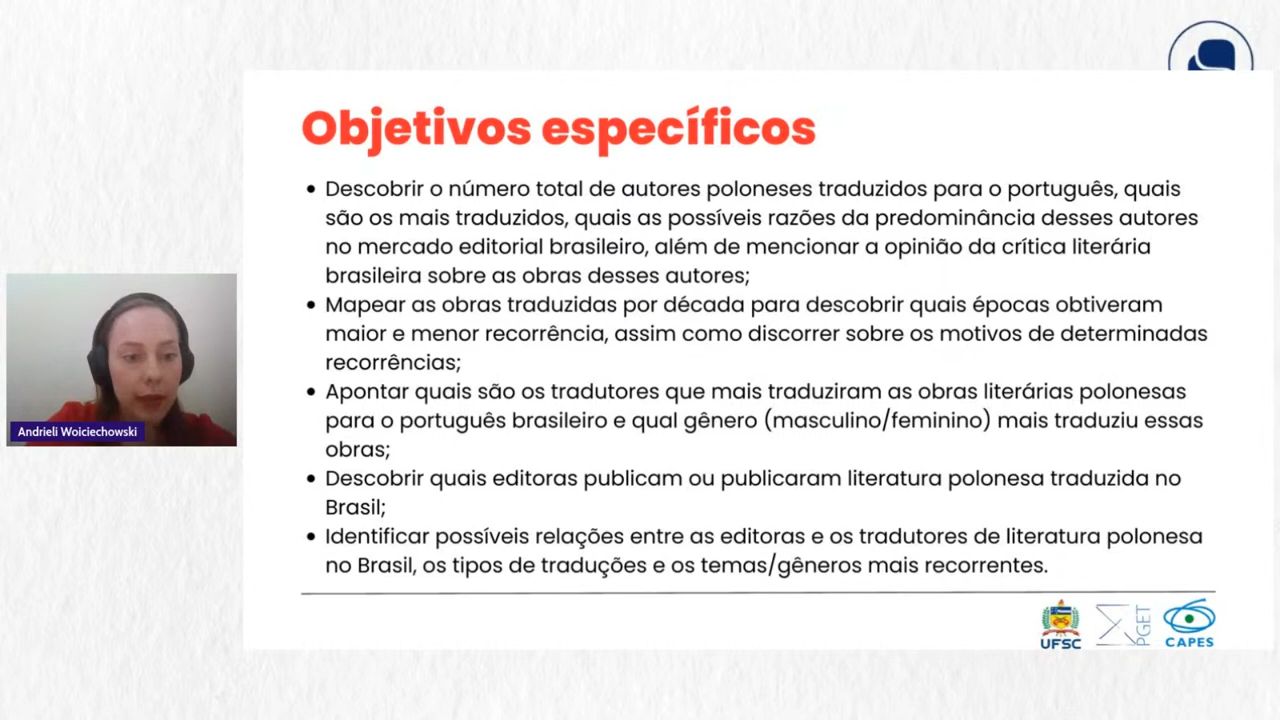 Objetivos específicos
• Descobrir o número total de autores poloneses traduzidos para o português, quais
são os mais traduzidos, quais as possíveis razões da predominância desses autores
no mercado editorial brasileiro, além de mencionar a opinião da crítica literária
brasileira sobre as obras desses autores;
• Mapear as obras traduzidas por década para descobrir quais épocas obtiveram
maior e menor recorrência, assim como discorrer sobre os motivos de determinadas
recorrências;
• Apontar quais são os tradutores que mais traduziram as obras literárias polonesas
para o português brasileiro e qual gênero (masculino/feminino) mais traduziu essas
obras;
• Descobrir quais editoras publicam ou publicaram literatura polonesa traduzida no
Brasil;
• Identificar possíveis relações entre as editoras e os tradutores de literatura polonesa
no Brasil, os tipos de traduções e os temas/gêneros mais recorrentes.
Andrieli Woiciechowski
UFSC
PGET
CAPES